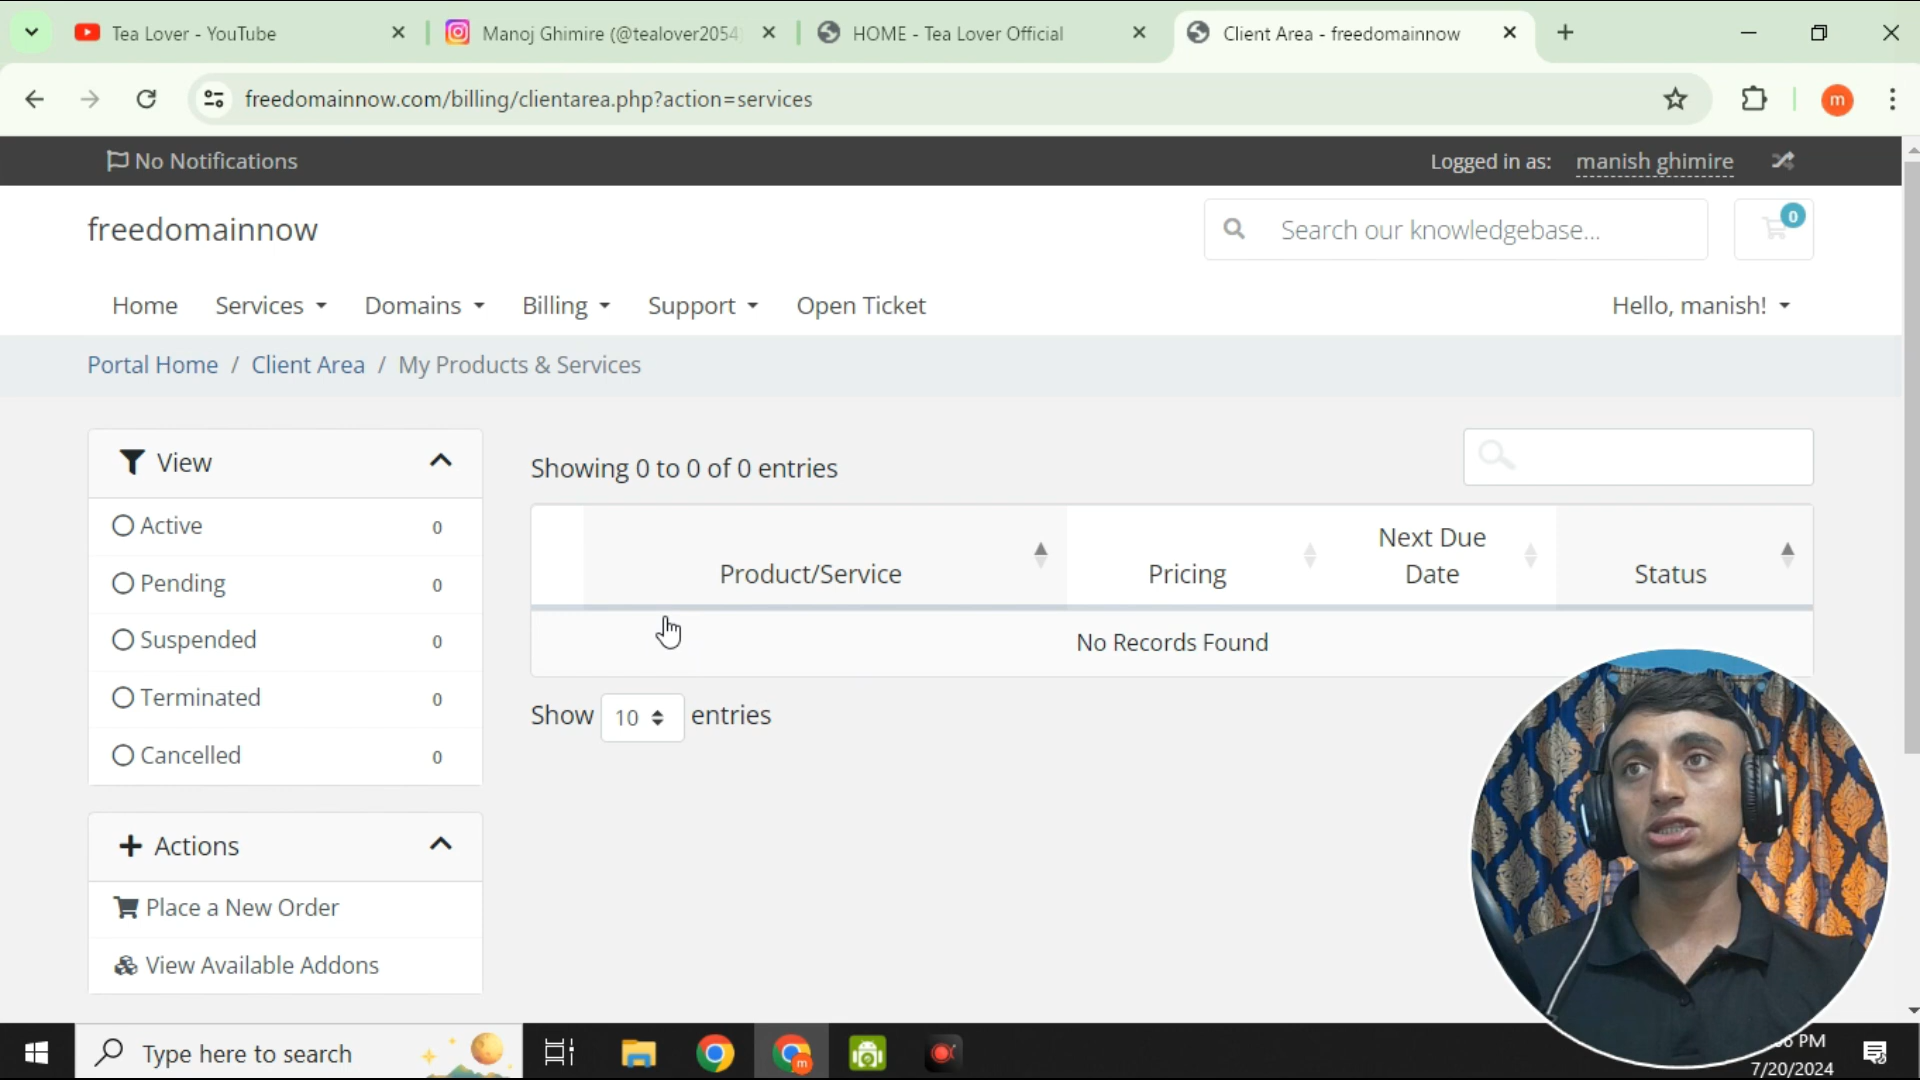 Tea Lover - YouTube
Manoj Ghimire (@tealover2054
HOME - Tea Lover Official
Client Area - freedomainnow
freedomainnow.com/billing/clientarea.php?action=services
m
No Notifications
Logged in as: manish ghimire
freedomainnow
Search our knowledgebase...
0
Home Services Domains Billing Support Open Ticket
Hello, manish!
Portal Home / Client Area / My Products & Services
View
Active 0
Pending 0
Suspended 0
Terminated 0
Cancelled 0
Actions
Place a New Order
View Available Addons
Showing 0 to 0 of 0 entries
Product/Service Pricing Next Due Date Status
No Records Found
Show 10 entries
Type here to search
m
PM
7/20/2024